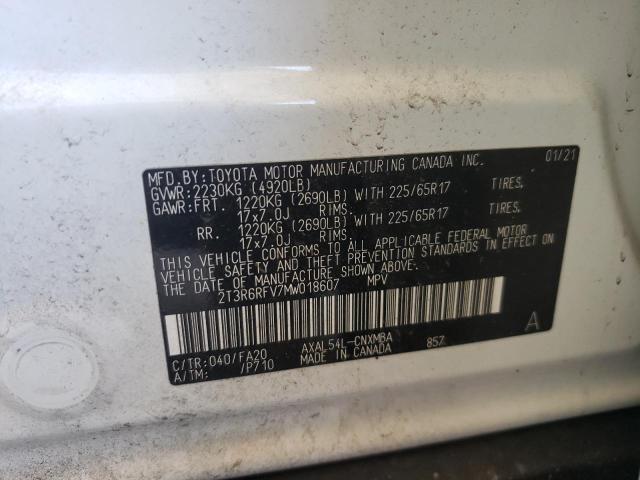 MFD. BY: TOYOTA MOTOR MANUFACTURING CANADA INC. 01/21
GVWR: 2230KG (4920LB)
GAWR: FRT. 1220KG (2690LB) WITH 225/65R17 TIRES.
17x7.0J RIMS.
RR. 1220KG (2690LB) WITH 225/65R17 TIRES.
17x7.0J RIMS.
THIS VEHICLE CONFORMS TO ALL APPLICABLE FEDERAL MOTOR
VEHICLE SAFETY AND THEFT PREVENTION STANDARDS IN EFFECT ON
THE DATE OF MANUFACTURE SHOWN ABOVE.
2T3R6RFV7MW018607 MPV
C/TR: 040/FA20 AXAL54L-CNXMBA 857 A
A/TM: /P710 MADE IN CANADA